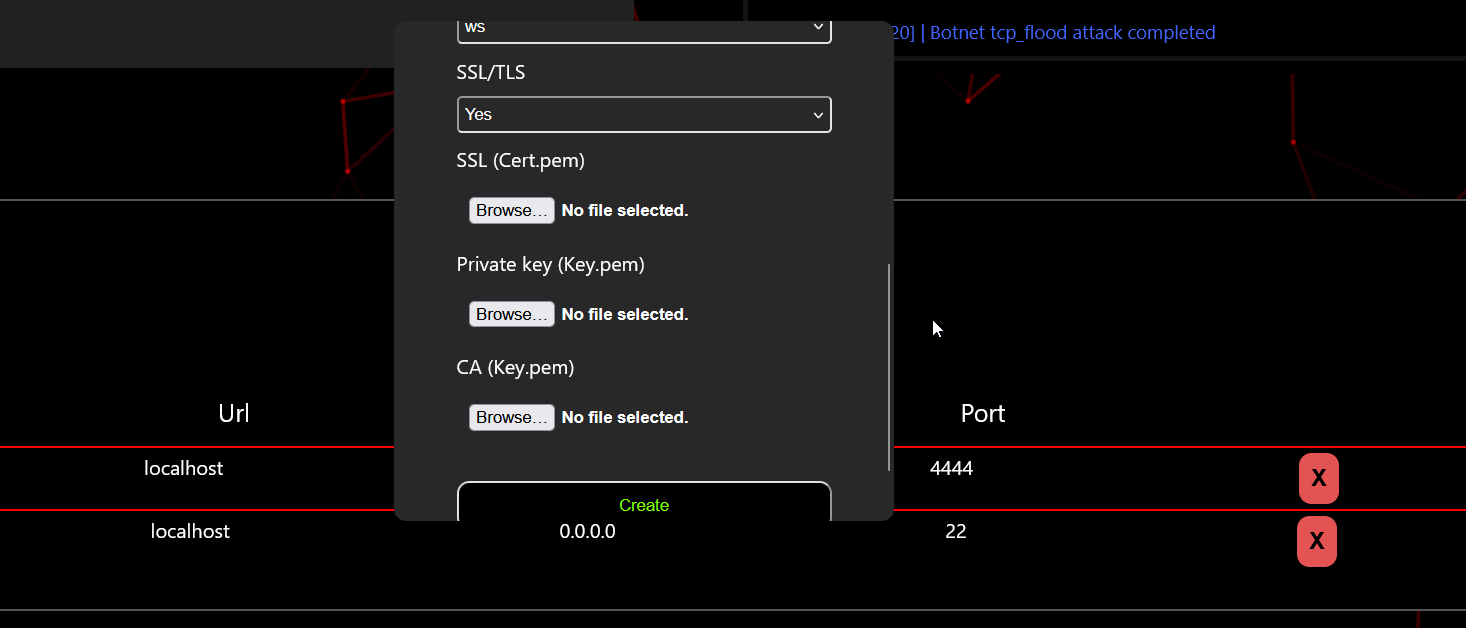 ws
20] | Botnet tcp_flood attack completed
SSL/TLS
Yes
SSL (Cert.pem)
Browse… No file selected.
Private key (Key.pem)
Browse… No file selected.
CA (Key.pem)
Browse… No file selected.
Url Port
localhost 4444 X
Create
localhost 0.0.0.0 22 X